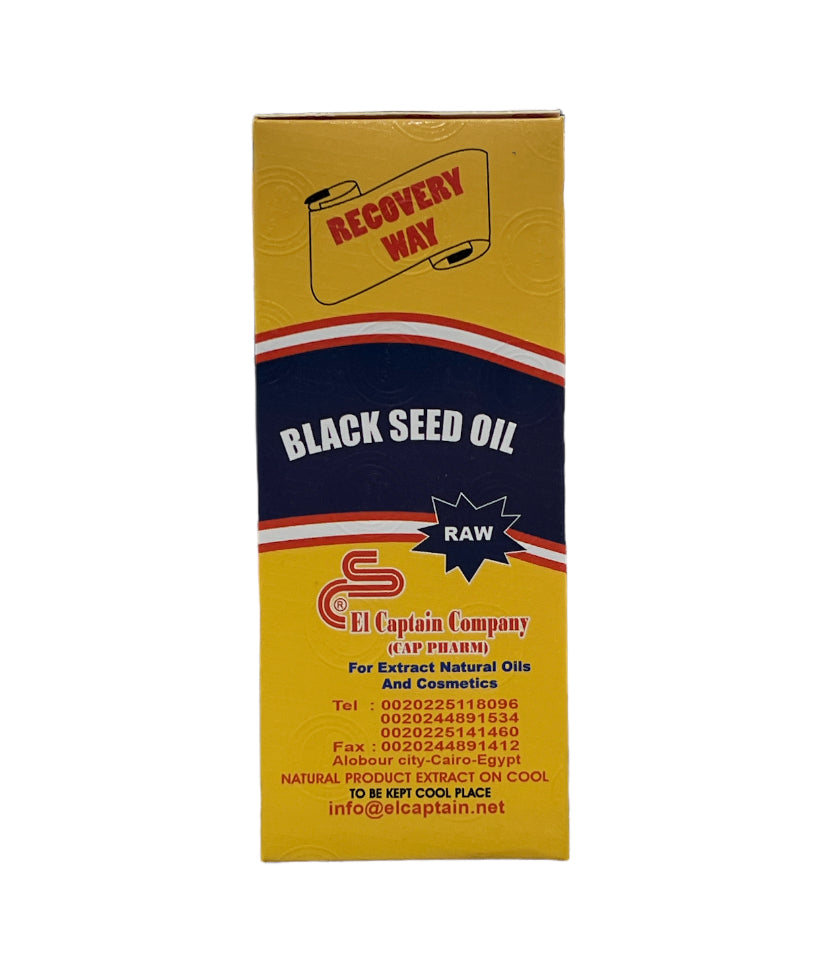 RECOVERY
WAY
BLACK SEED OIL
RAW
®
El Captain Company
(CAP PHARM)
For Extract Natural Oils
And Cosmetics
Tel : 0020225118096
0020244891534
0020225141460
Fax : 0020244891412
Alobour city-Cairo-Egypt
NATURAL PRODUCT EXTRACT ON COOL
TO BE KEPT COOL PLACE
info@elcaptain.net